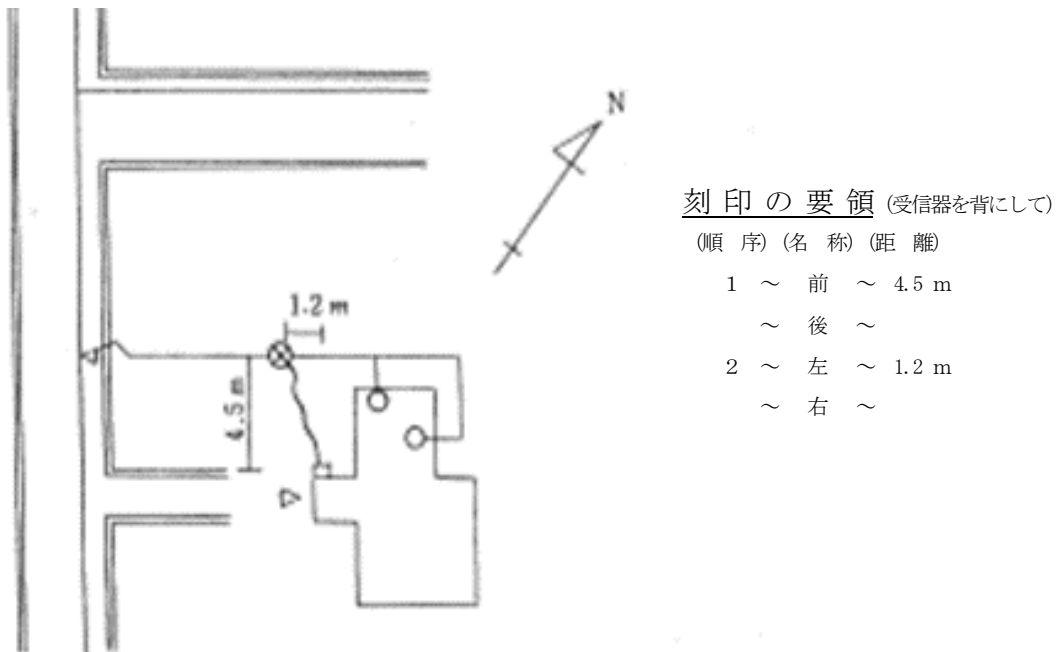 N
1.2 m
4.5 m
刻印の要領 (受信器を背にして)
(順 序) (名 称) (距 離)
1 ～ 前 ～ 4.5 m
～ 後 ～
2 ～ 左 ～ 1.2 m
～ 右 ～